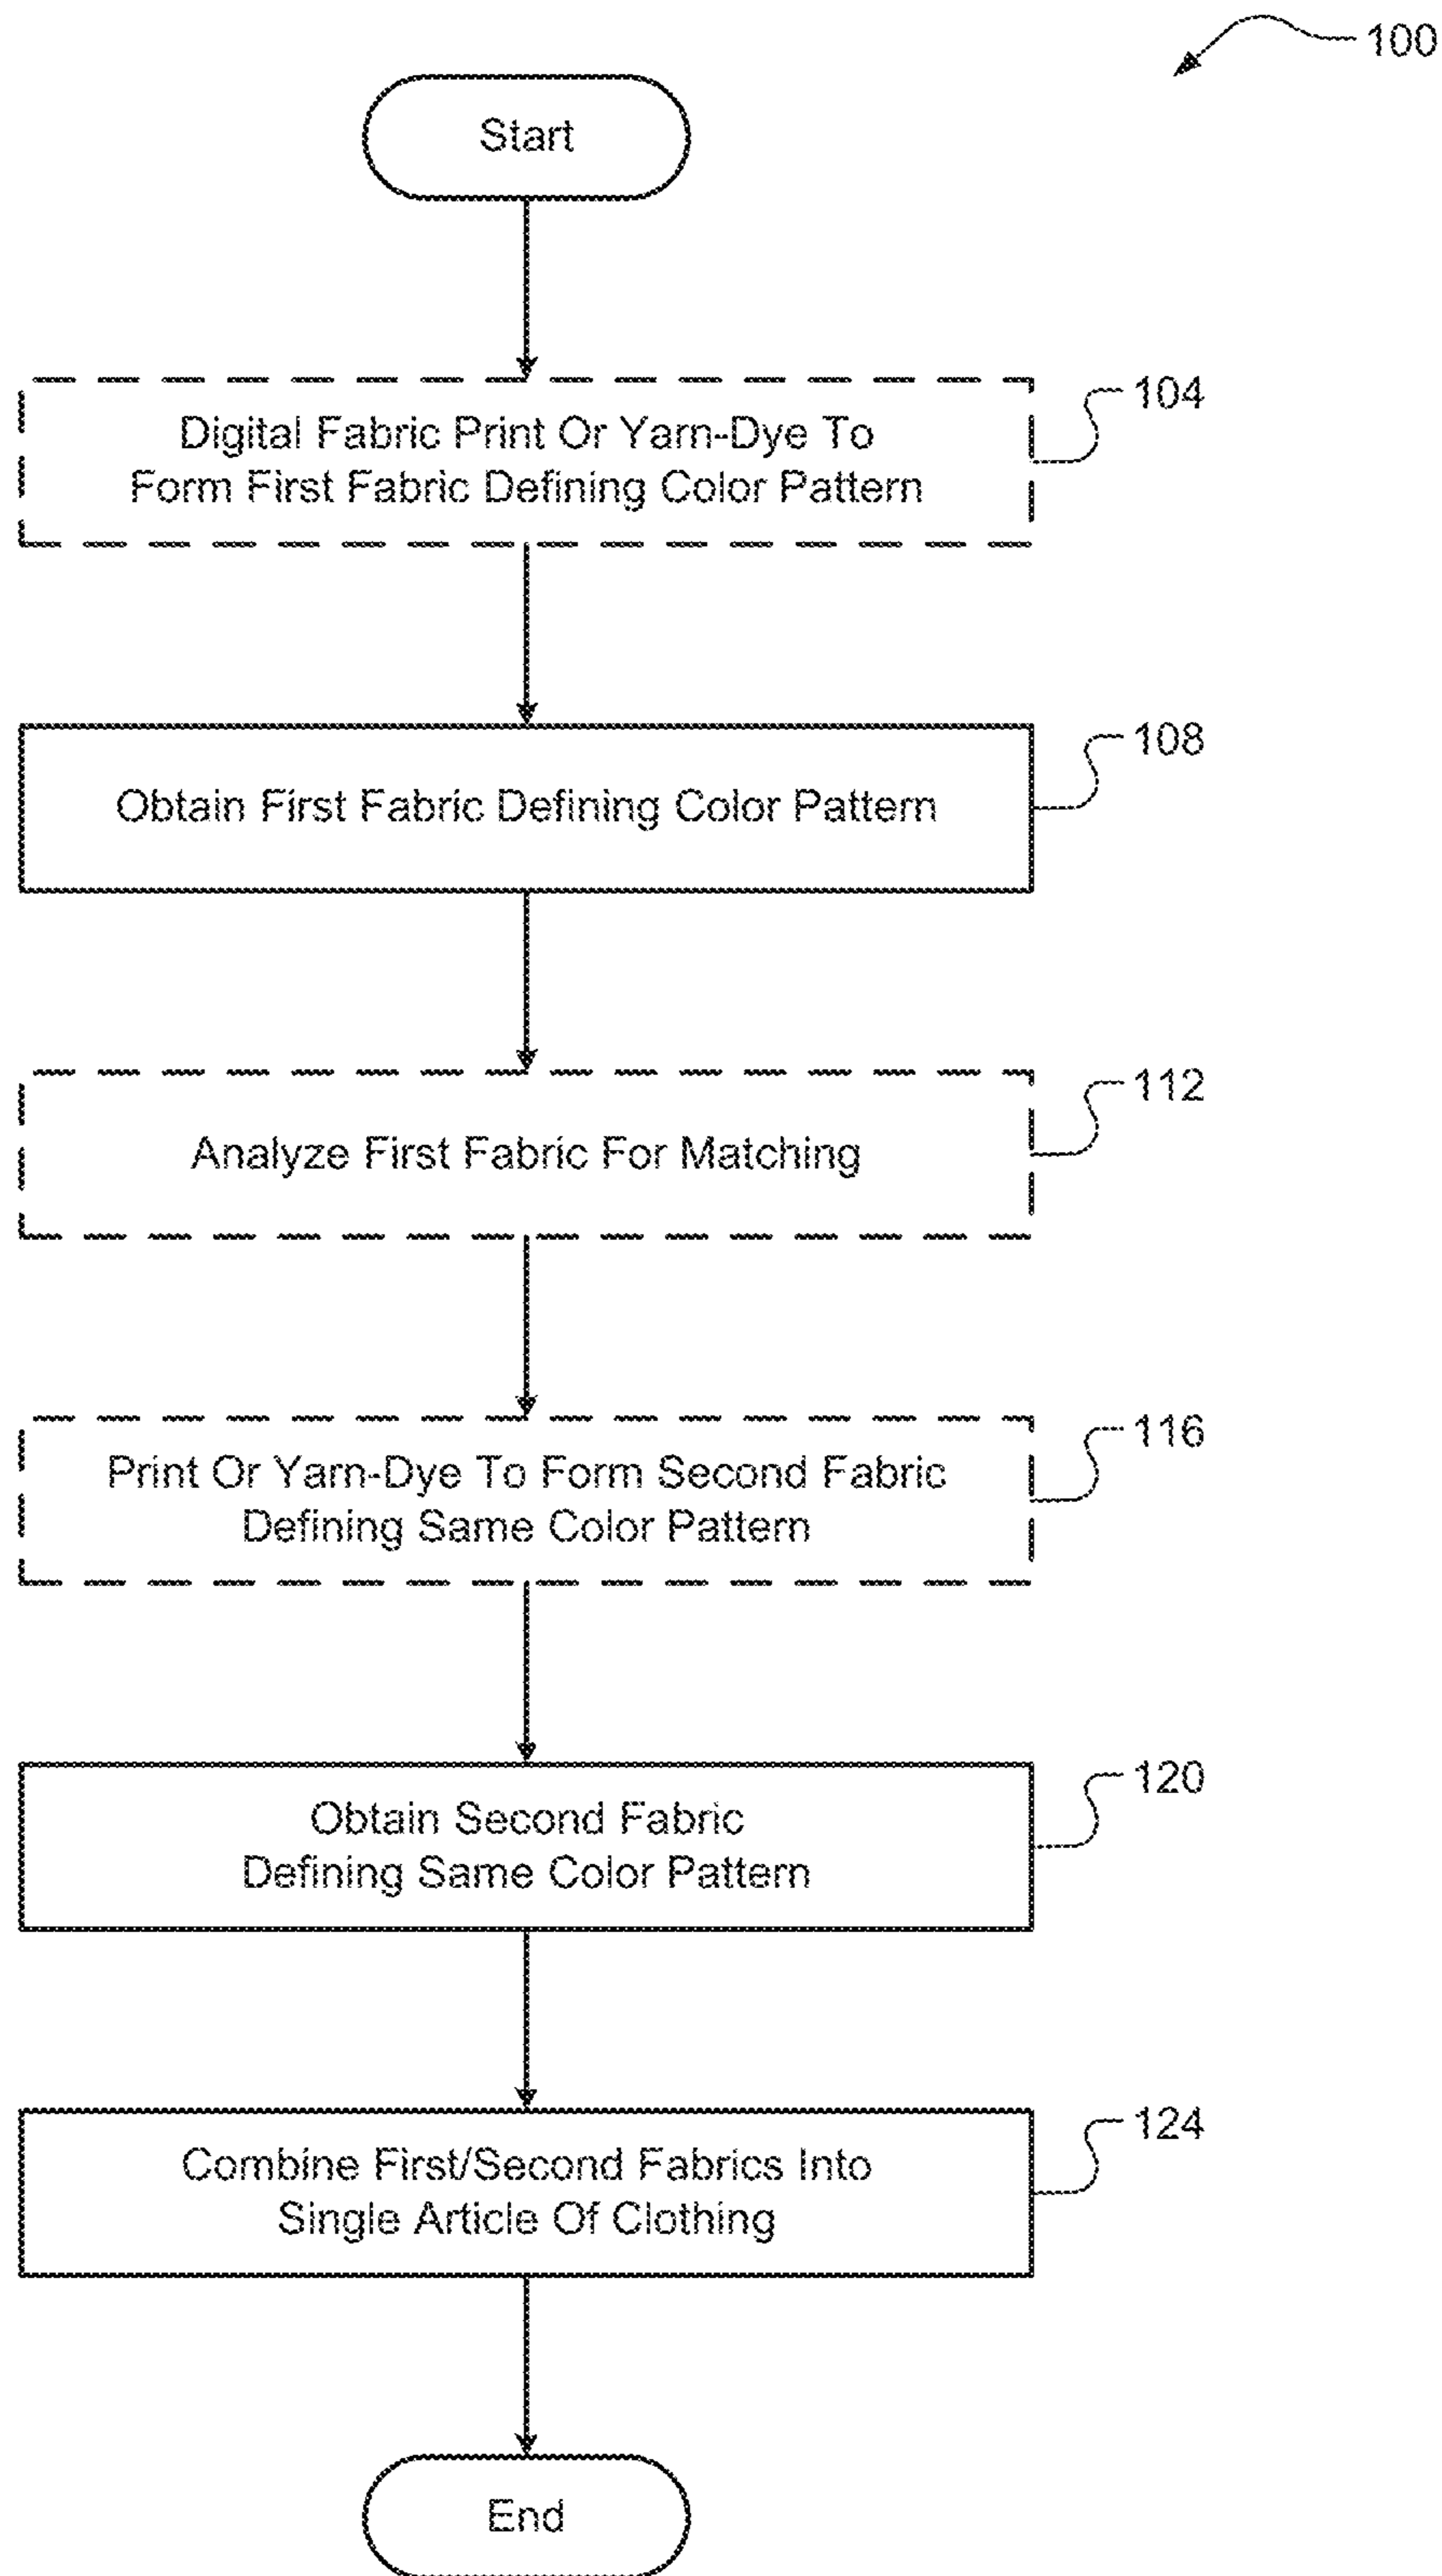 100
Start
Digital Fabric Print Or Yarn-Dye To
Form First Fabric Defining Color Pattern
104
Obtain First Fabric Defining Color Pattern
108
Analyze First Fabric For Matching
112
Print Or Yarn-Dye To Form Second Fabric
Defining Same Color Pattern
116
Obtain Second Fabric
Defining Same Color Pattern
120
Combine First/Second Fabrics Into
Single Article Of Clothing
124
End